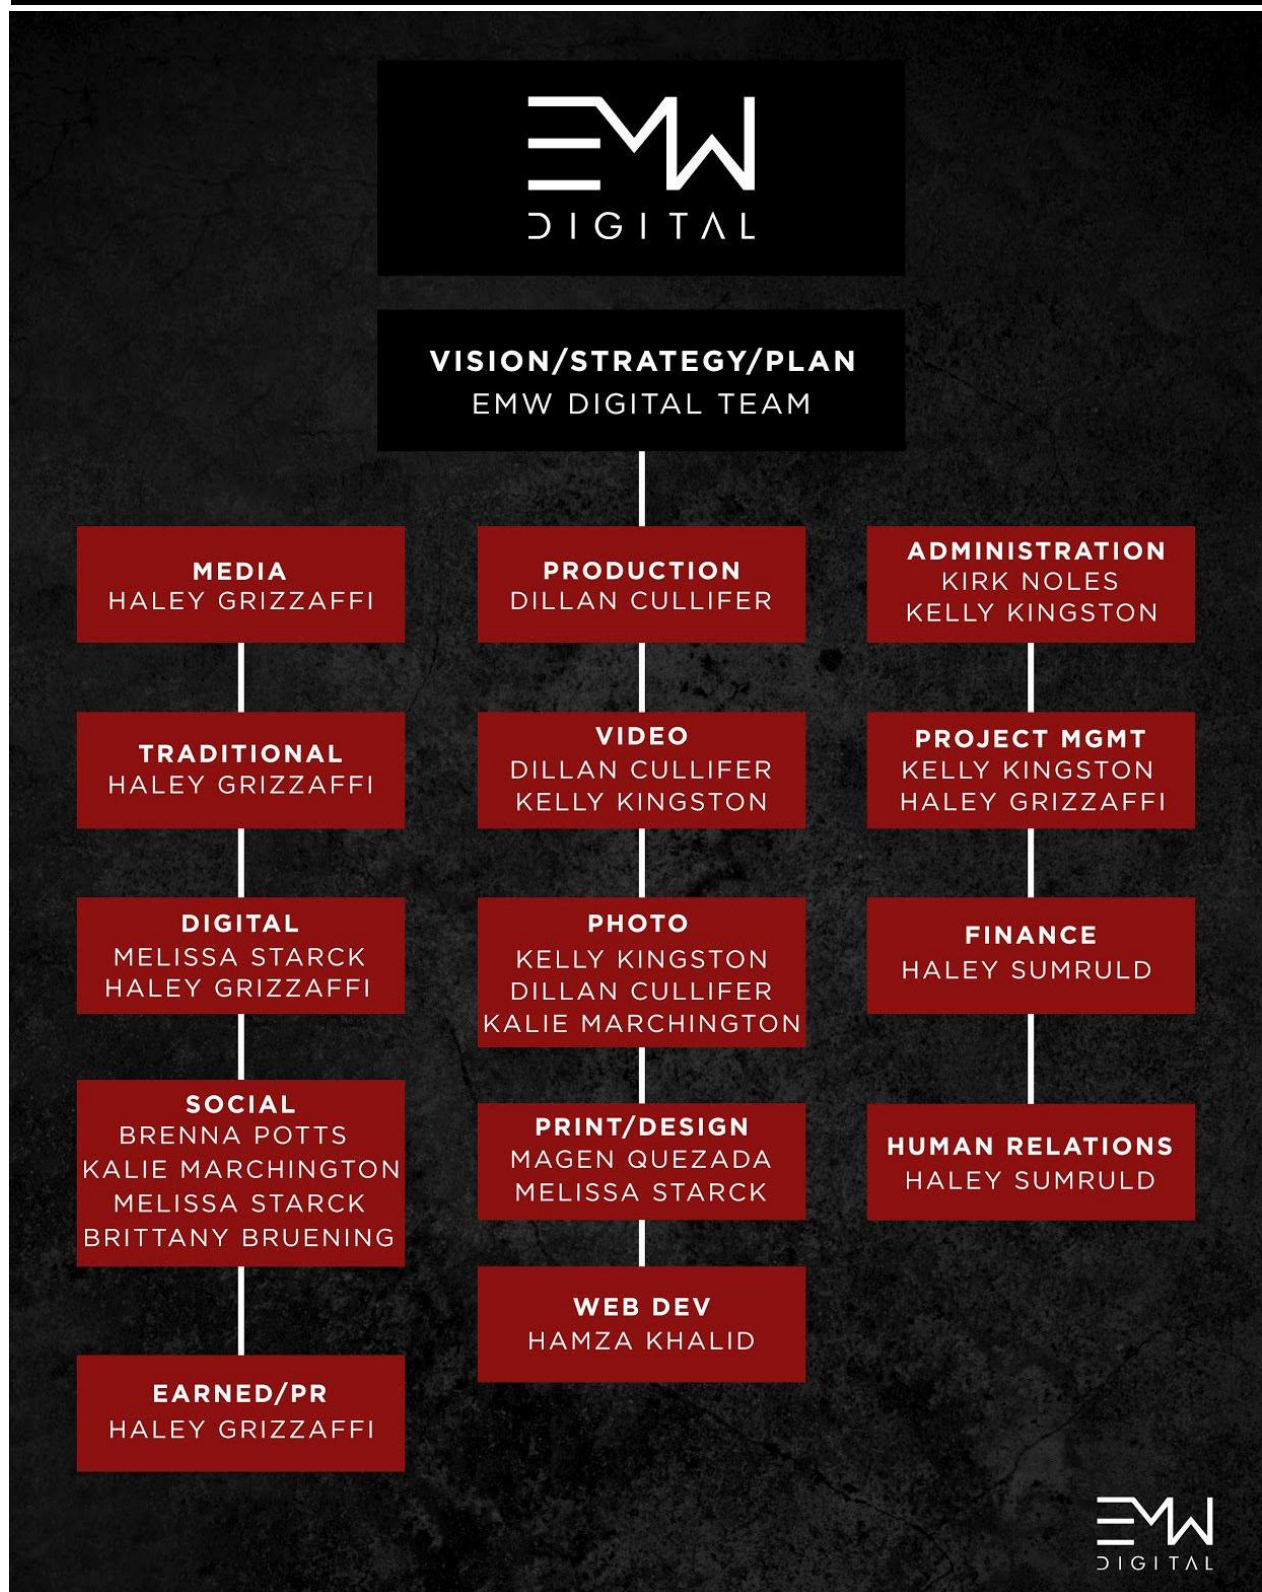 EMW
DIGITAL
VISION/STRATEGY/PLAN
EMW DIGITAL TEAM
MEDIA
HALEY GRIZZAFFI
TRADITIONAL
HALEY GRIZZAFFI
DIGITAL
MELISSA STARCK
HALEY GRIZZAFFI
SOCIAL
BRENNA POTTS
KALIE MARCHINGTON
MELISSA STARCK
BRITTANY BRUENING
EARNED/PR
HALEY GRIZZAFFI
PRODUCTION
DILLAN CULLIFER
VIDEO
DILLAN CULLIFER
KELLY KINGSTON
PHOTO
KELLY KINGSTON
DILLAN CULLIFER
KALIE MARCHINGTON
PRINT/DESIGN
MAGEN QUEZADA
MELISSA STARCK
WEB DEV
HAMZA KHALID
ADMINISTRATION
KIRK NOLES
KELLY KINGSTON
PROJECT MGMT
KELLY KINGSTON
HALEY GRIZZAFFI
FINANCE
HALEY SUMRULD
HUMAN RELATIONS
HALEY SUMRULD
EMW
DIGITAL